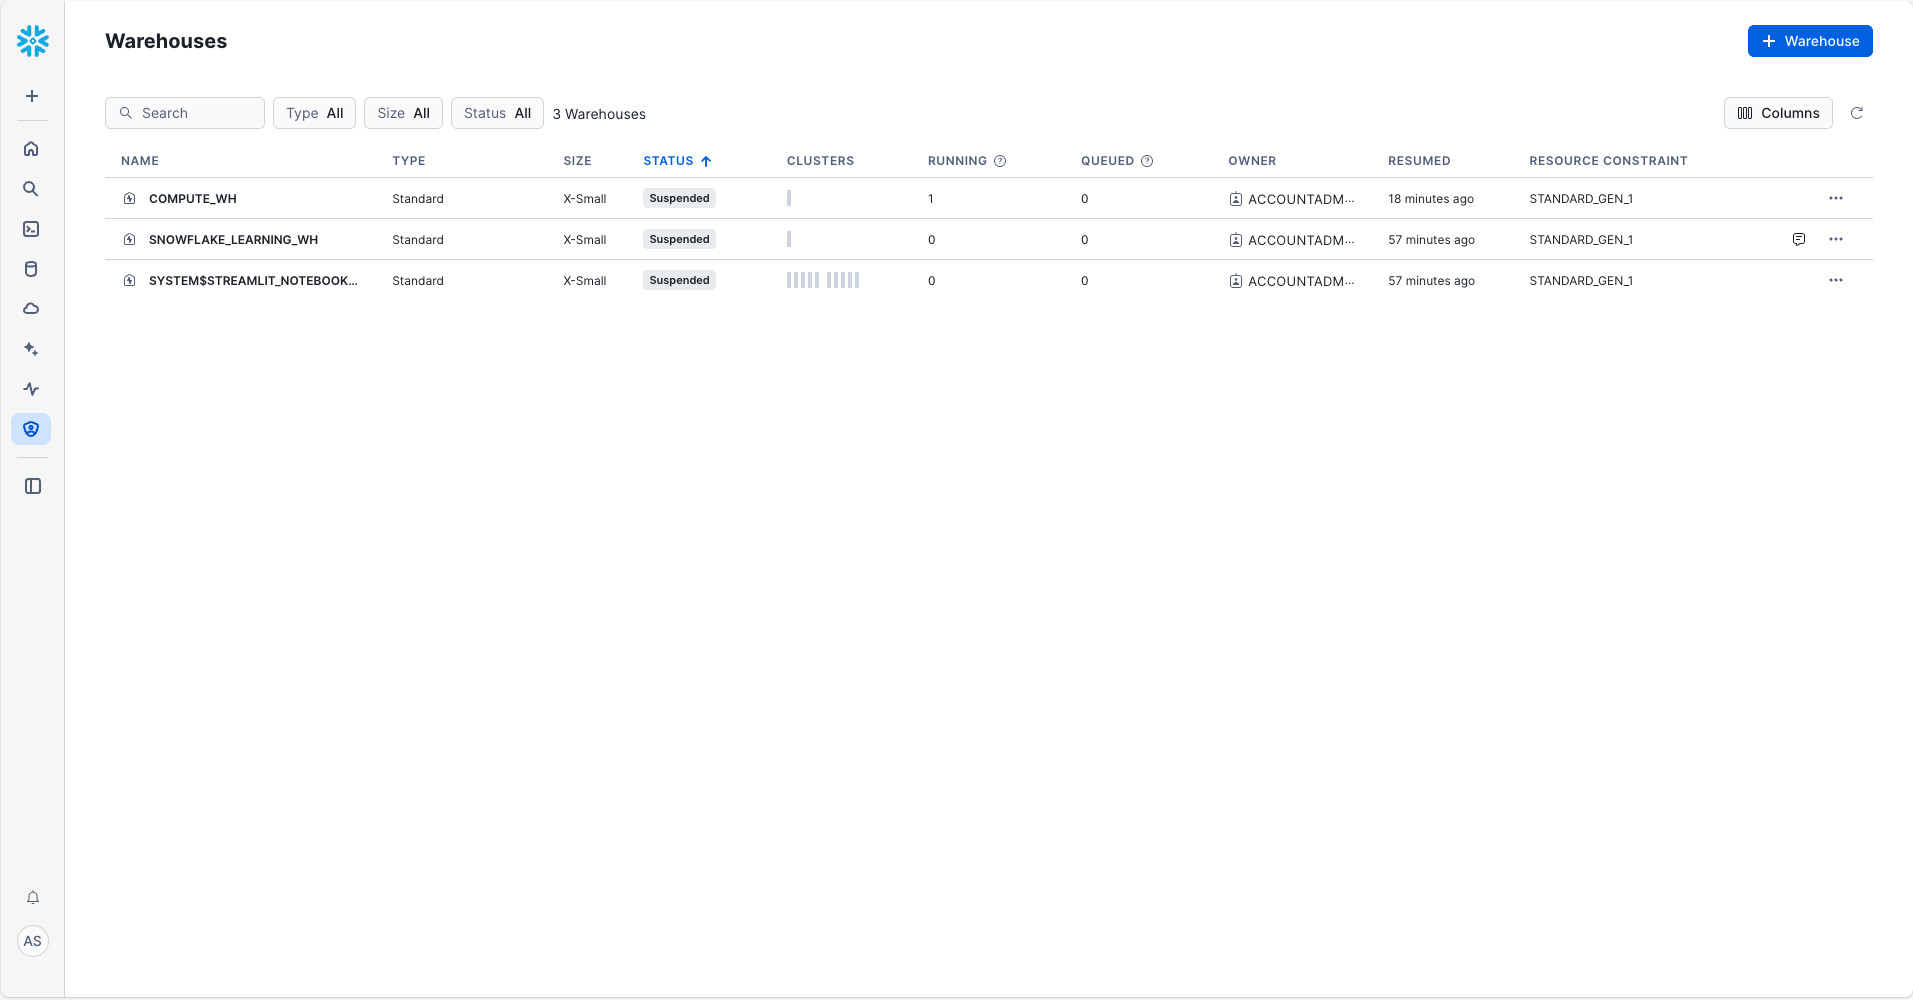 Warehouses
Warehouse
Search
Type All
Size All
Status All
3 Warehouses
Columns
NAME TYPE SIZE STATUS CLUSTERS RUNNING QUEUED OWNER RESUMED RESOURCE CONSTRAINT
COMPUTE_WH Standard X-Small Suspended 1 0 ACCOUNTADM... 18 minutes ago STANDARD_GEN_1
SNOWFLAKE_LEARNING_WH Standard X-Small Suspended 0 0 ACCOUNTADM... 57 minutes ago STANDARD_GEN_1
SYSTEM$STREAMLIT_NOTEBOOK... Standard X-Small Suspended 0 0 ACCOUNTADM... 57 minutes ago STANDARD_GEN_1
AS